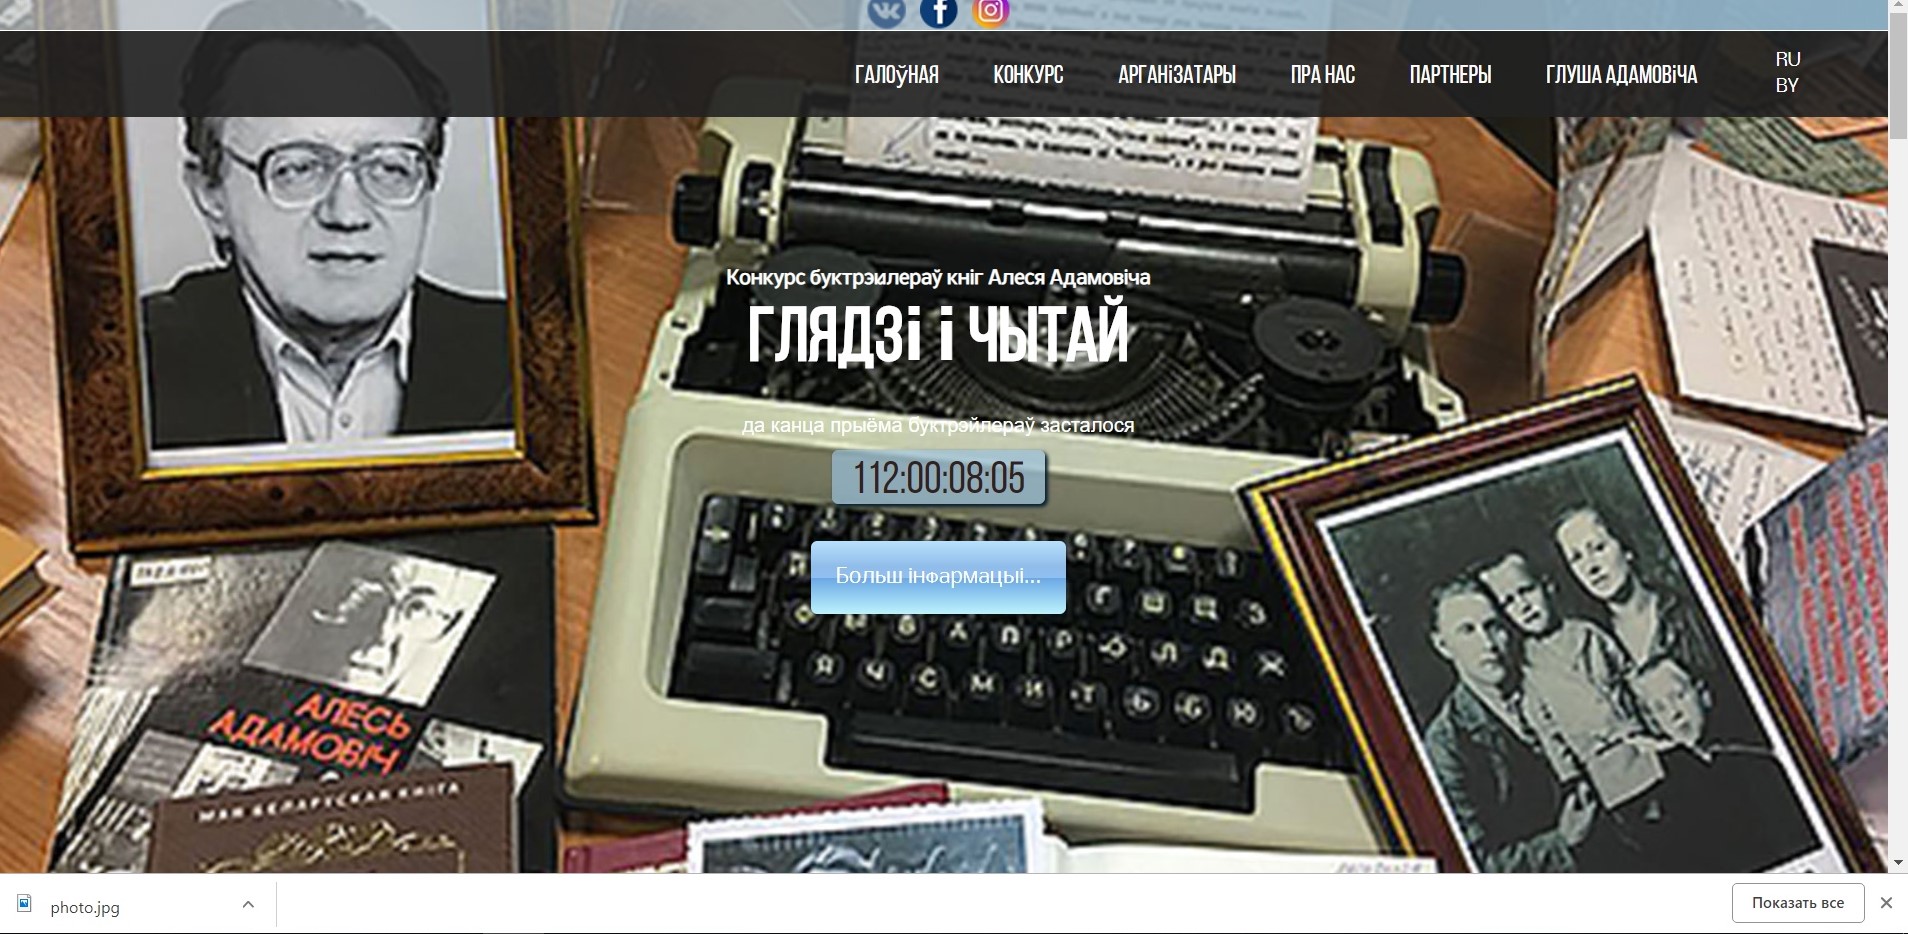 ГАЛОўНАЯ КОНКУРС АРГАНіЗАТАРЫ ПРА НАС ПАРТНЕРЫ ГЛУША АДАМОВіЧА RU
BY
Конкурс буктрэилераў кніг Алеся Адамовіча
ГЛЯДЗі і ЧЫТАЙ
да канца прыёма буктрэйлераў засталося
112:00:08:05
Больш інфармацыі...
АЛЕСЬ
АДАМОВІЧ
МАЯ БЕЛАРУСКАЯ КНІГА
Я Ч С М И Т Ь Б Ю Ъ
photo.jpg
Показать все